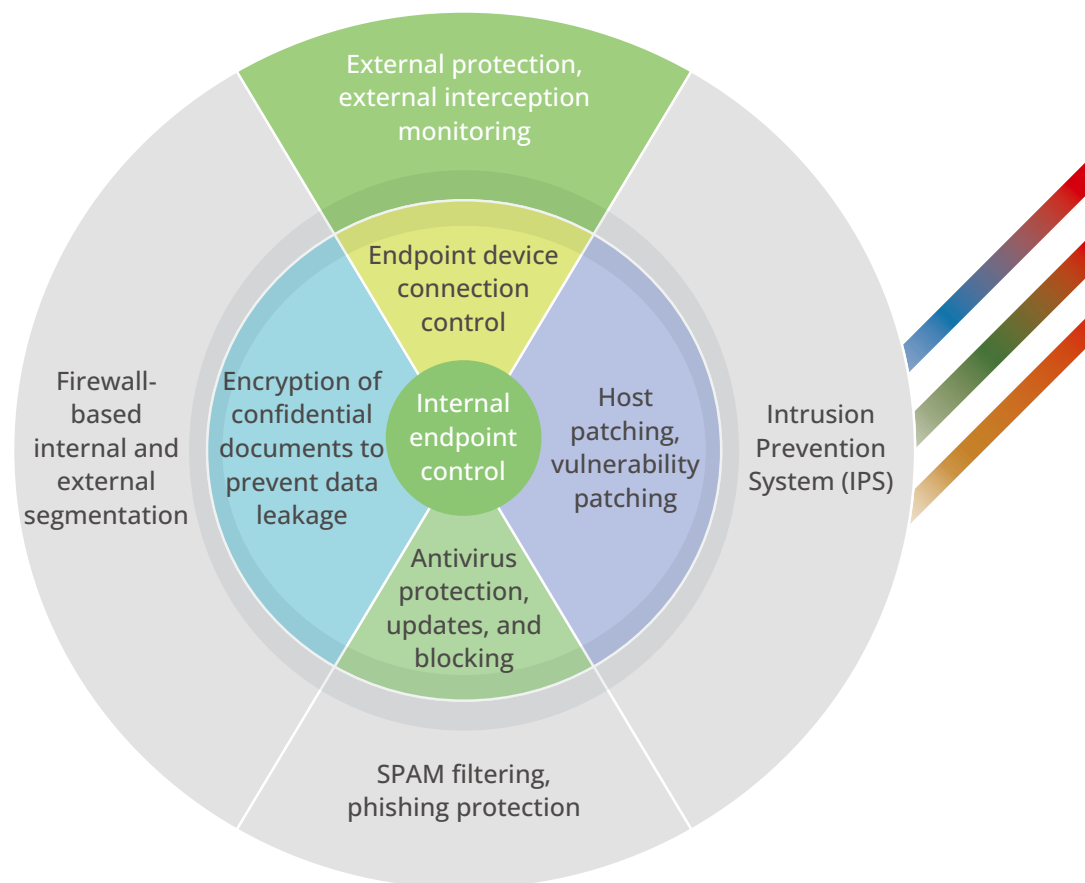 External protection,
external interception
monitoring
Endpoint device
connection
control
Firewall-
based
internal and
external
segmentation
Encryption of
confidential
documents to
prevent data
leakage
Internal
endpoint
control
Host
patching,
vulnerability
patching
Intrusion
Prevention
System (IPS)
Antivirus
protection,
updates, and
blocking
SPAM filtering,
phishing protection